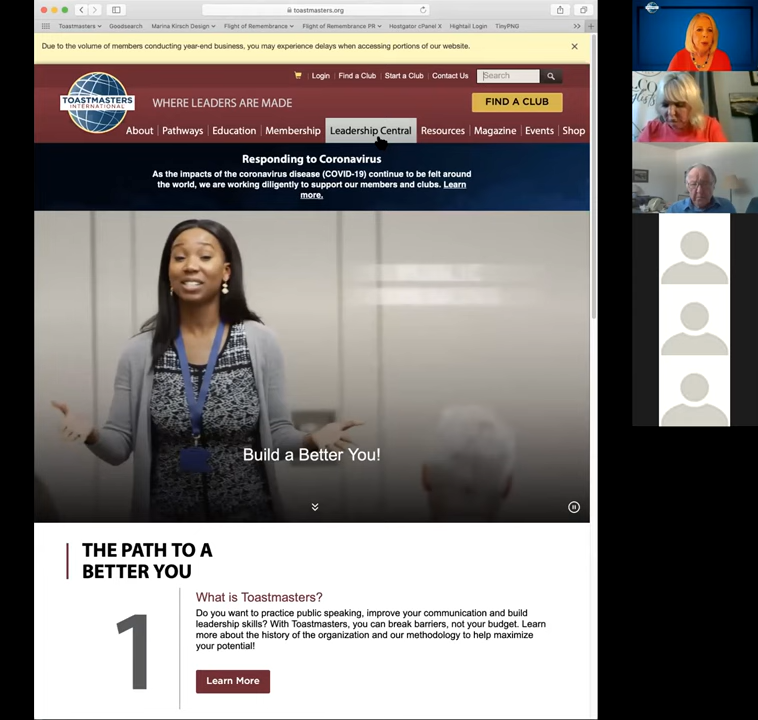 toastmasters.org
Toastmasters Goodsearch Marina Kirsch Design Flight of Remembrance Flight of Remembrance PR Hostgator cPanel X Hightail Login TinyPNG
Due to the volume of members conducting year-end business, you may experience delays when accessing portions of our website.
Login Find a Club Start a Club Contact Us Search
TOASTMASTERS
INTERNATIONAL
WHERE LEADERS ARE MADE
FIND A CLUB
About Pathways Education Membership Leadership Central Resources Magazine Events Shop
Responding to Coronavirus
As the impacts of the coronavirus disease (COVID-19) continue to be felt around
the world, we are working diligently to support our members and clubs. Learn
more.
Build a Better You!
THE PATH TO A
BETTER YOU
1
What is Toastmasters?
Do you want to practice public speaking, improve your communication and build
leadership skills? With Toastmasters, you can break barriers, not your budget. Learn
more about the history of the organization and our methodology to help maximize
your potential!
Learn More